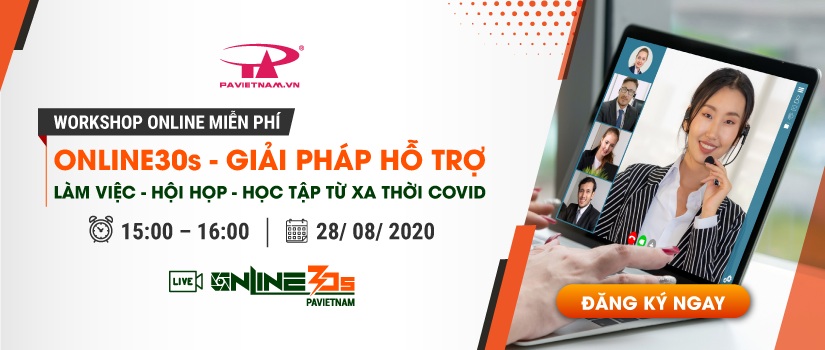 PAVIETNAM.VN
WORKSHOP ONLINE MIỄN PHÍ
ONLINE30s - GIẢI PHÁP HỖ TRỢ
LÀM VIỆC - HỘI HỌP - HỌC TẬP TỪ XA THỜI COVID
15:00 – 16:00
28/ 08/ 2020
LIVE
ONLINE30s
PAVIETNAM
ĐĂNG KÝ NGAY